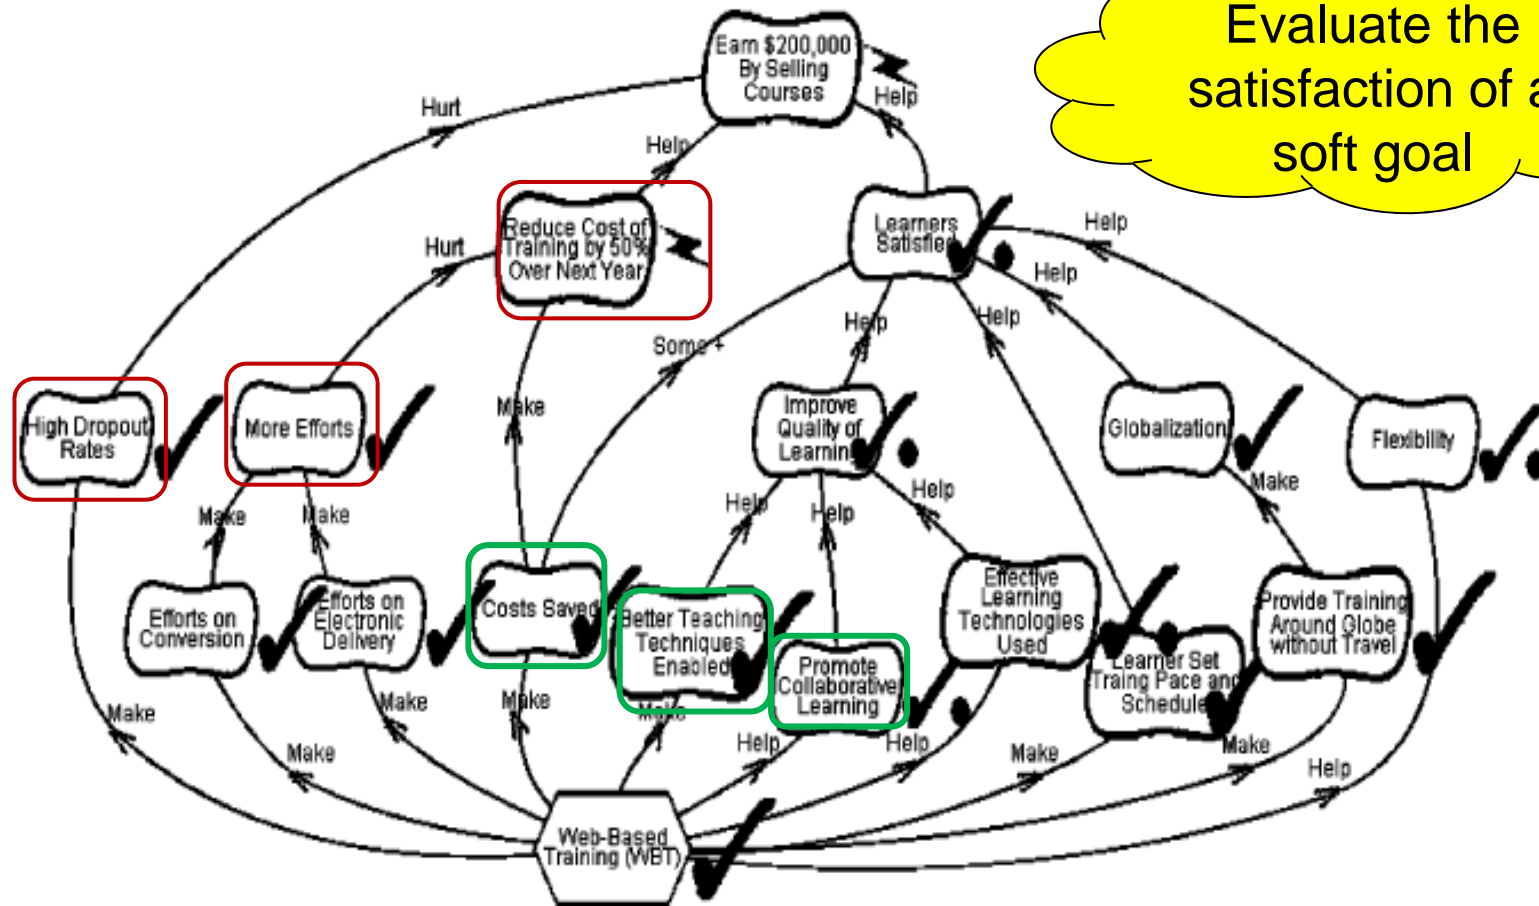 Evaluate the
satisfaction of a
soft goal
Earn $200,000
By Selling
Courses
Hurt
Help
Help
Reduce Cost of
Training by 50%
Over Next Year
Learners
Satisfied
Hurt
Help
Help
Some +
Help
Help
High Dropout
Rates
More Efforts
Make
Improve
Quality of
Learning
Globalization
Flexibility
Make
Make
Help
Help
Help
Make
Efforts on
Conversion
Efforts on
Electronic
Delivery
Costs Saved
Better Teaching
Techniques
Enabled
Promote
Collaborative
Learning
Effective
Learning
Technologies
Used
Learner Set
Traing Pace and
Schedule
Provide Training
Around Globe
without Travel
Make
Make
Make
Make
Make
Help
Help
Make
Make
Help
Web-Based
Training (WBT)